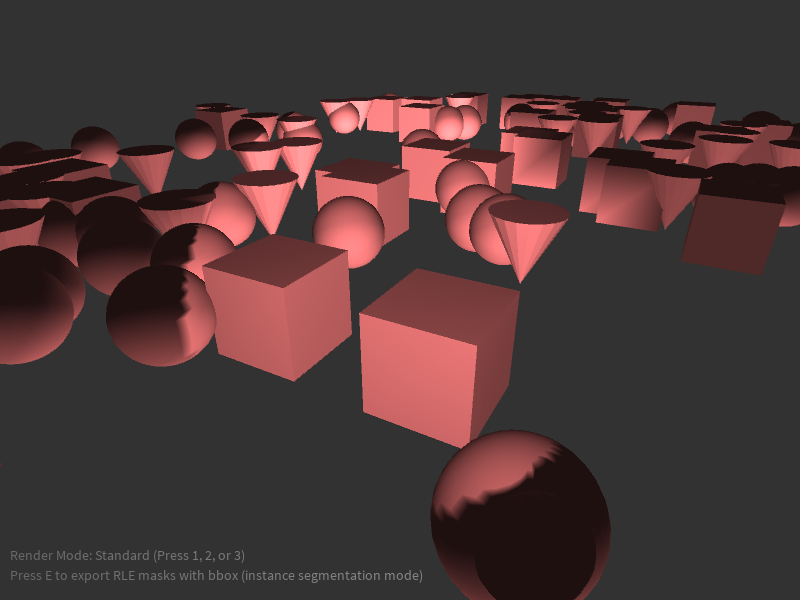 Render Mode: Standard (Press 1, 2, or 3)
Press E to export RLE masks with bbox (instance segmentation mode)